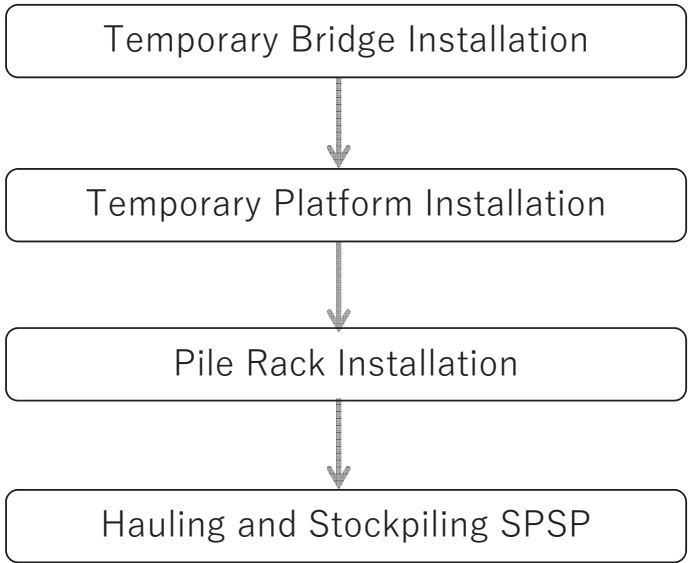 Temporary Bridge Installation
Temporary Platform Installation
Pile Rack Installation
Hauling and Stockpiling SPSP